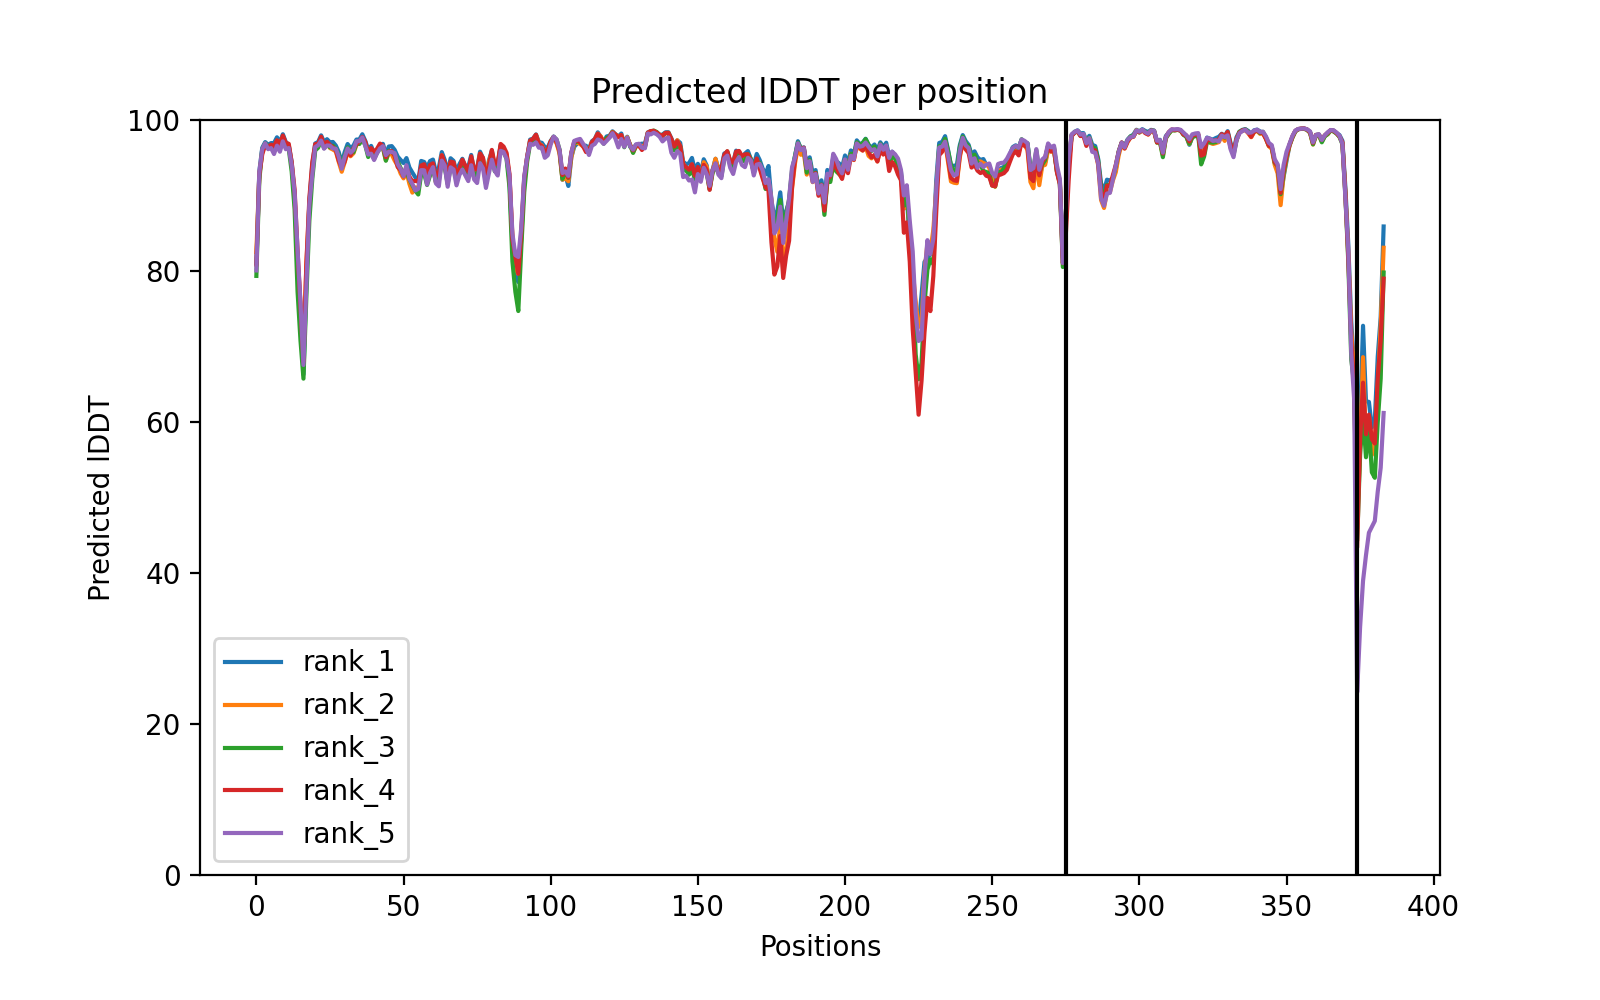 Predicted lDDT per position
100
80
60
40
20
0
Predicted lDDT
rank_1
rank_2
rank_3
rank_4
rank_5
0 50 100 150 200 250 300 350 400
Positions